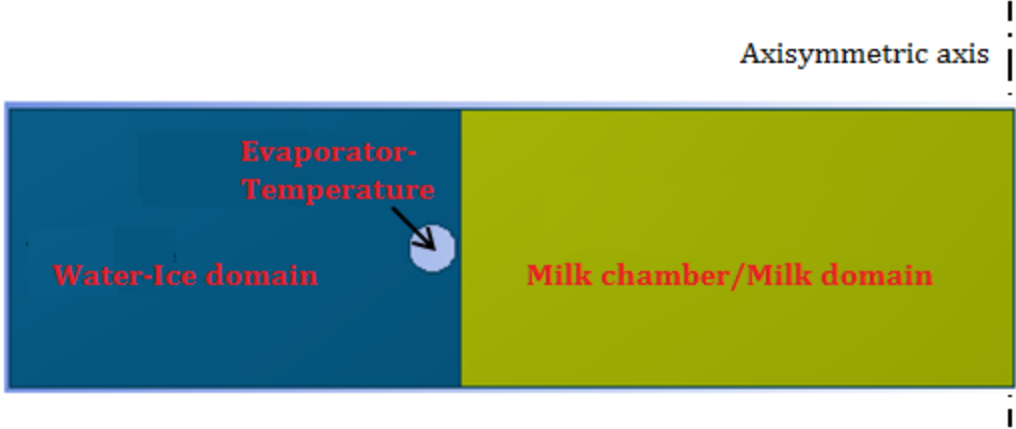 Axisymmetric axis
Evaporator-
Temperature
Water-Ice domain
Milk chamber/Milk domain